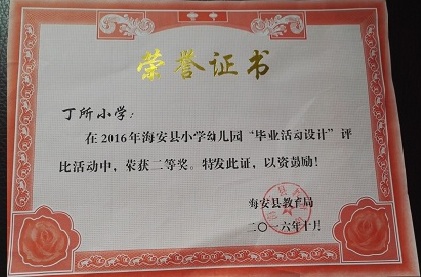 荣誉证书
丁所小学:
在2016年海安县小学幼儿园“毕业活动设计”评
比活动中，荣获二等奖。特发此证，以资鼓励！
海安县教育局
二〇一六年十月